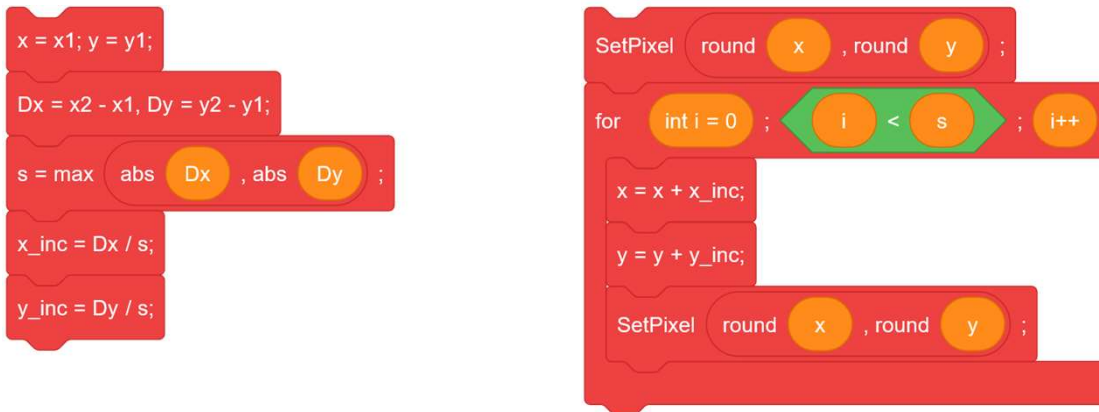 x = x1; y = y1;
Dx = x2 - x1, Dy = y2 - y1;
s = max abs Dx , abs Dy ;
x_inc = Dx / s;
y_inc = Dy / s;
SetPixel round x , round y ;
for int i = 0 ; i < s ; i++
x = x + x_inc;
y = y + y_inc;
SetPixel round x , round y ;